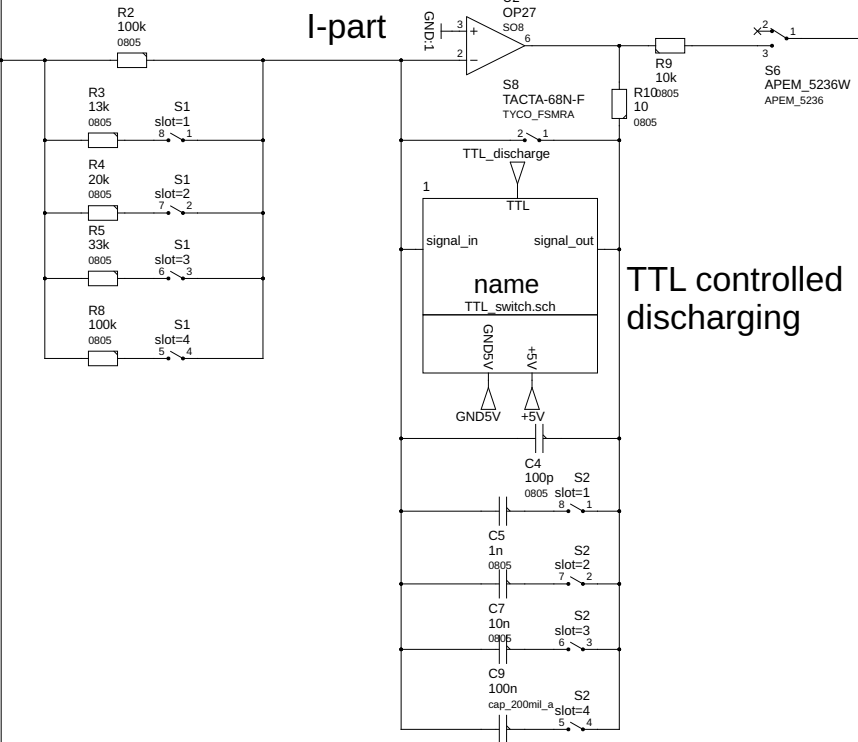 R2
100k
0805
I-part
GND:1
3
2
OP27
SO8
6
2
1
3
S6
APEM_5236W
APEM_5236
R9
10k
0805
R10
10
0805
S8
TACTA-68N-F
TYCO_FSMRA
2
1
R3
13k
0805
S1
slot=1
8
1
R4
20k
0805
S1
slot=2
7
2
R5
33k
0805
S1
slot=3
6
3
R8
100k
0805
S1
slot=4
5
4
TTL_discharge
1
TTL
signal_in
signal_out
name
TTL_switch.sch
GND5V
+5V
GND5V
+5V
TTL controlled
discharging
C4
100p
0805
S2
slot=1
8
1
C5
1n
0805
S2
slot=2
7
2
C7
10n
0805
S2
slot=3
6
3
C9
100n
cap_200mil_a
S2
slot=4
5
4